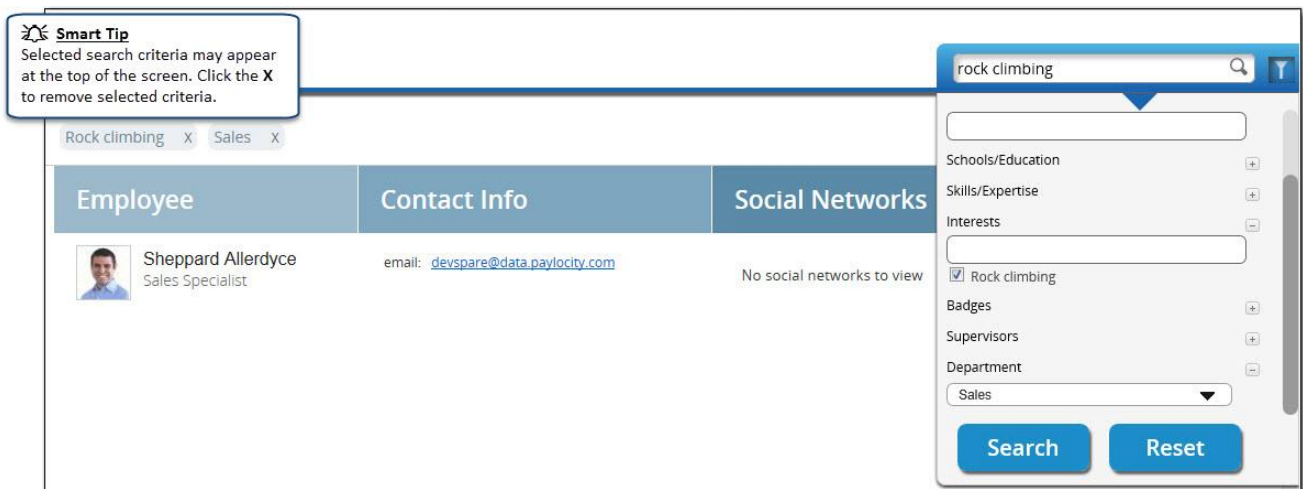 Smart Tip
Selected search criteria may appear
at the top of the screen. Click the X
to remove selected criteria.
rock climbing
Rock climbing X Sales X
Employee Contact Info Social Networks
Sheppard Allerdyce
Sales Specialist
email: devspare@data.paylocity.com
No social networks to view
Schools/Education +
Skills/Expertise +
Interests -
Rock climbing
Badges +
Supervisors +
Department -
Sales
Search Reset